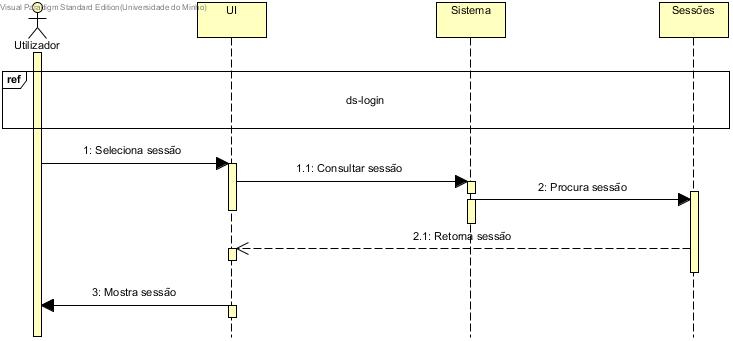 Visual Paradigm Standard Edition(Universidade do Minho)
UI
Sistema
Sessões
Utilizador
ref
ds-login
1: Seleciona sessão
1.1: Consultar sessão
2: Procura sessão
2.1: Retorna sessão
3: Mostra sessão